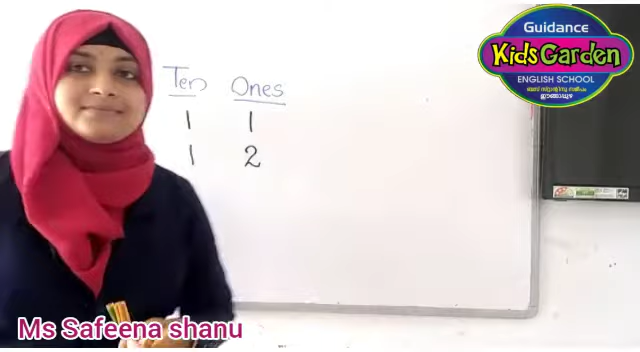 Guidance
Kids Garden
ENGLISH SCHOOL
Ten Ones
1 1
1 2
Ms Safeena shanu